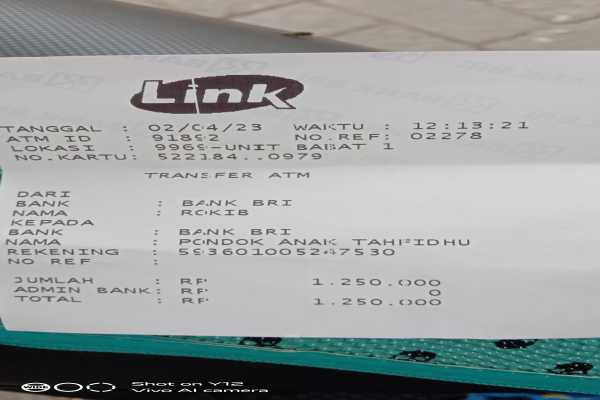 Link
TANGGAL : 02/04/23 WAKTU : 12:13:21
ATM ID : 91892 NO.REF: 02278
LOKASI : 9969-UNIT BABAT 1
NO.KARTU: 522184..0979
TRANSFER ATM
DARI
BANK : BANK BRI
NAMA : ROKIB
KEPADA
BANK : BANK BRI
NAMA : PONDOK ANAK TAHFIDHU
REKENING :
NO REF :
JUMLAH : RP 1.250.000
ADMIN BANK: RP 0
TOTAL : RP 1.250.000
Shot on Y12
Vivo AI camera